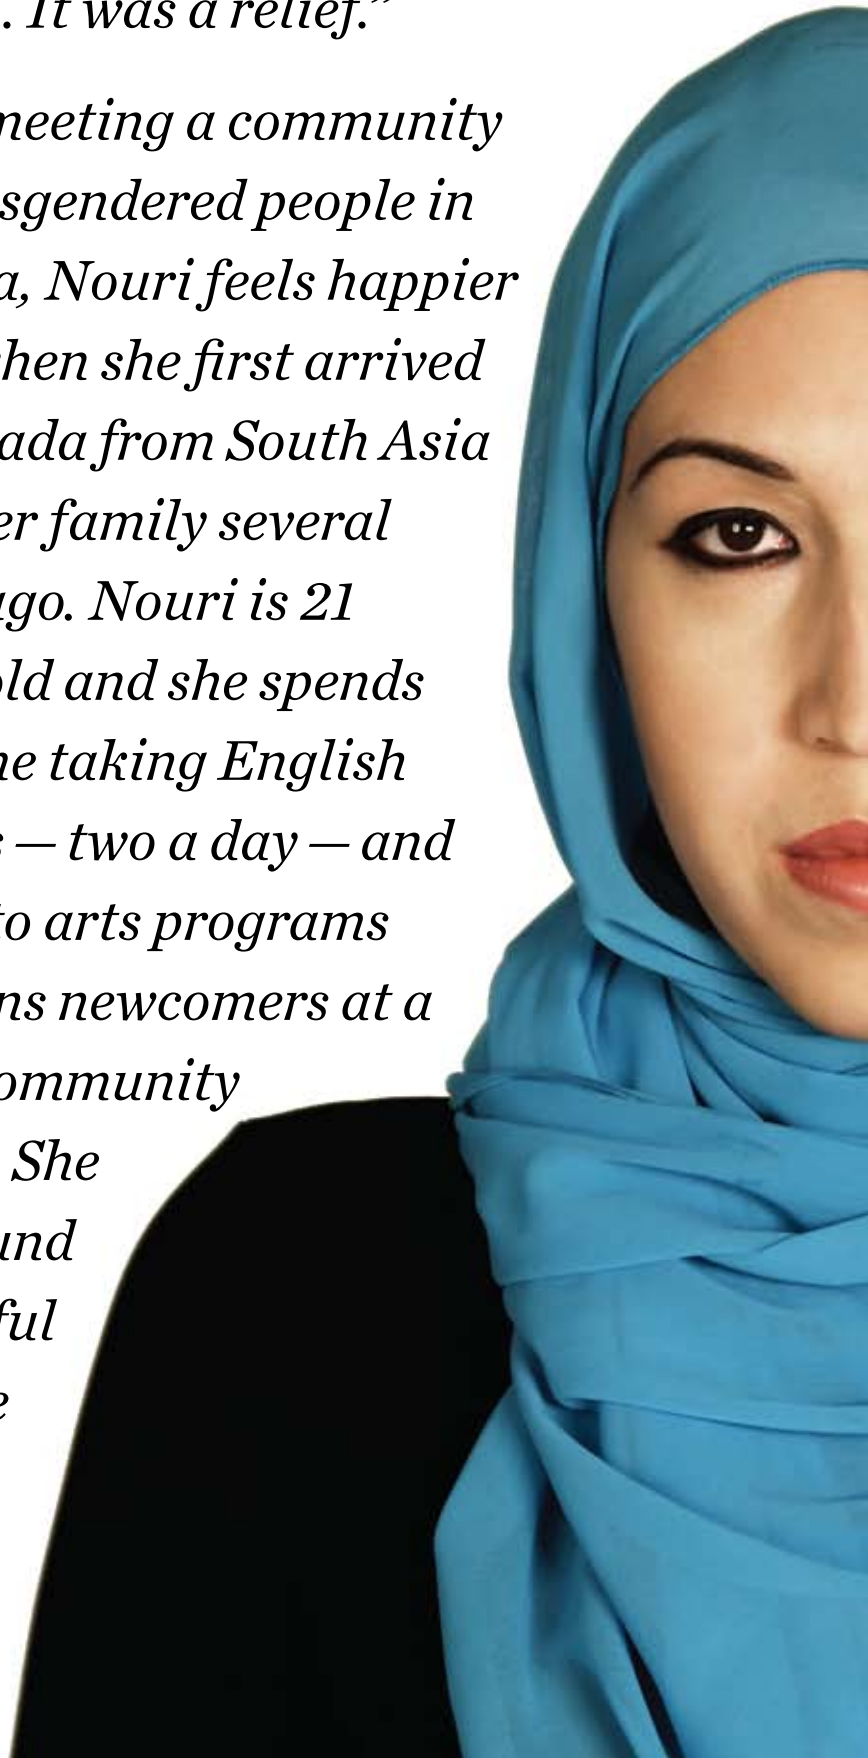 . It was a relief.”
meeting a community
sgendered people in
a, Nouri feels happier
hen she first arrived
ada from South Asia
er family several
ago. Nouri is 21
old and she spends
ne taking English
s — two a day — and
to arts programs
ns newcomers at a
ommunity
She
und
ful
e